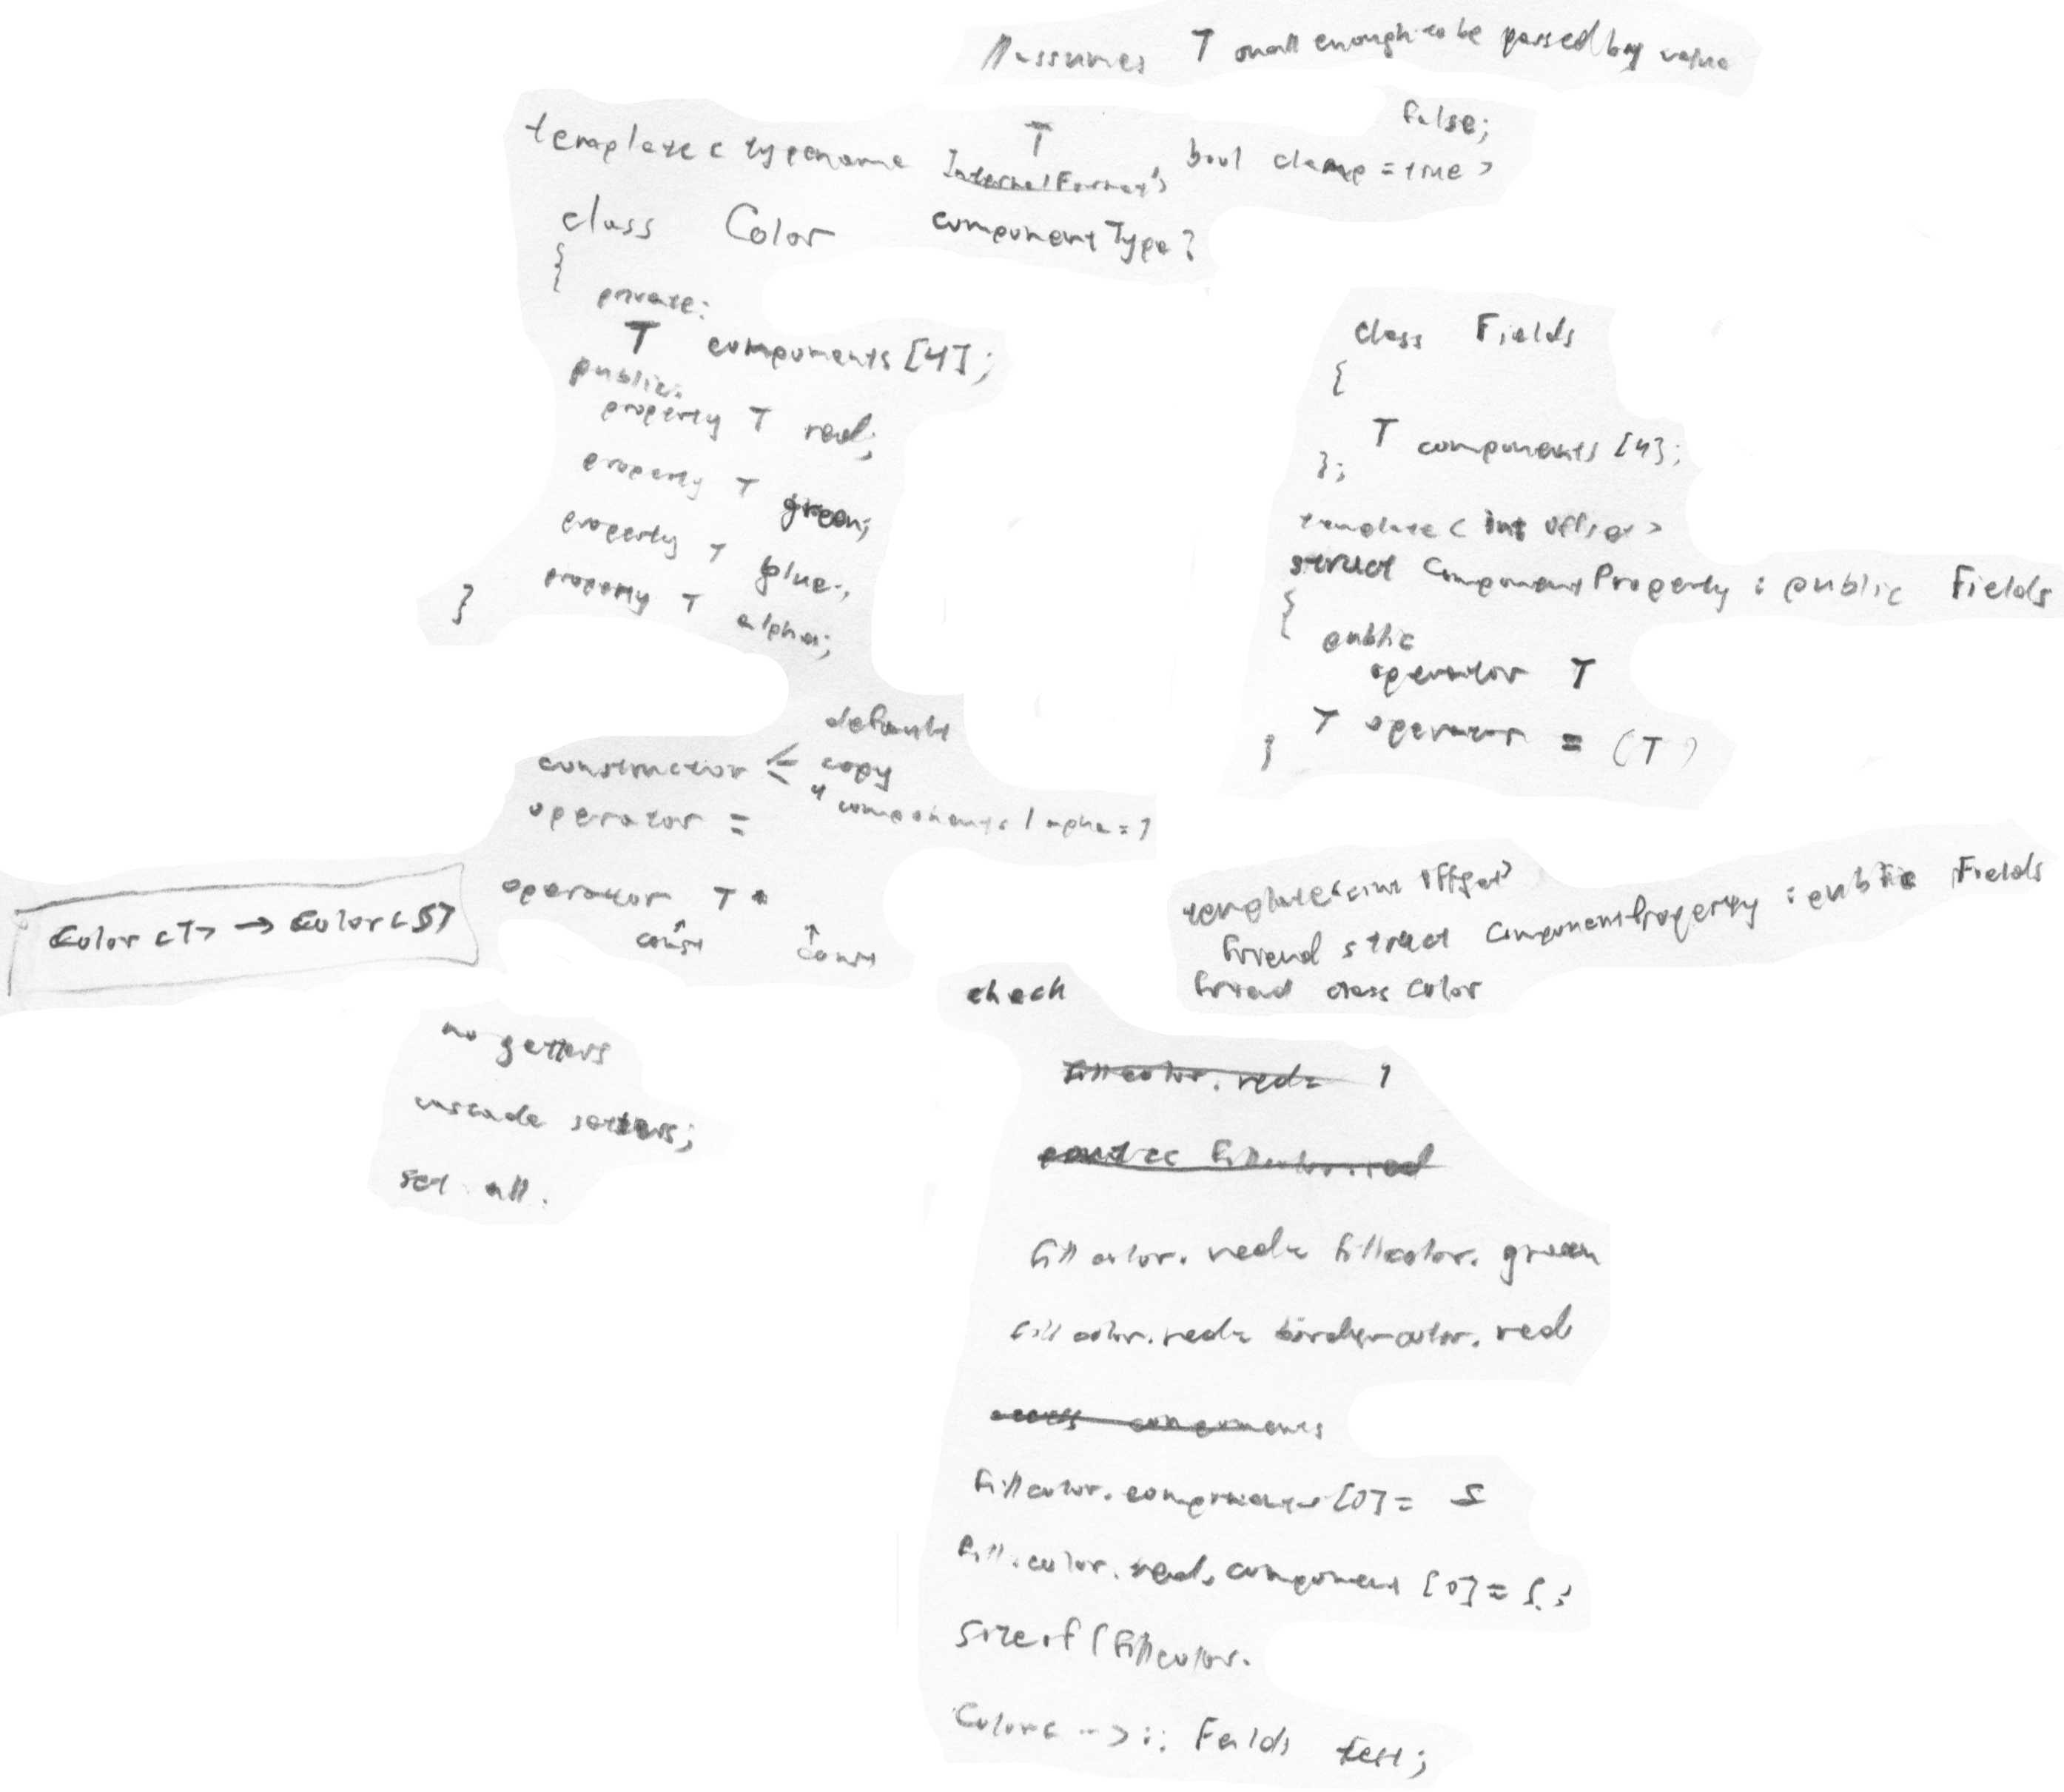 Assumes T small enough to be passed by value
false;
T
template < typename InternalFormat, bool clamp = true >
class Color componentType?
{
private:
T components [4];
public:
property T red;
property T green;
property T blue;
property T alpha;
}
default
constructor copy
4 components / alpha = 1
operator =
operator T *
const const
Color <T> → Color <S>
no getters
cascade setters;
set all.
class Fields
{
T components [4];
};
template < int offset >
struct ComponentProperty : public Fields
{
public
operator T
T operator = (T)
}
template <int offset>
friend struct ComponentProperty : public Fields
friend class Color
check
fillcolor.red = 1
cout << fillcolor.red
fillcolor.red = fillcolor.green
fillcolor.red = bordercolor.red
access components
fillcolor.components [0] = 5
fill.color.red.component [0] = 5;
sizeof (fillcolor.
Color< -->:: Feilds test;